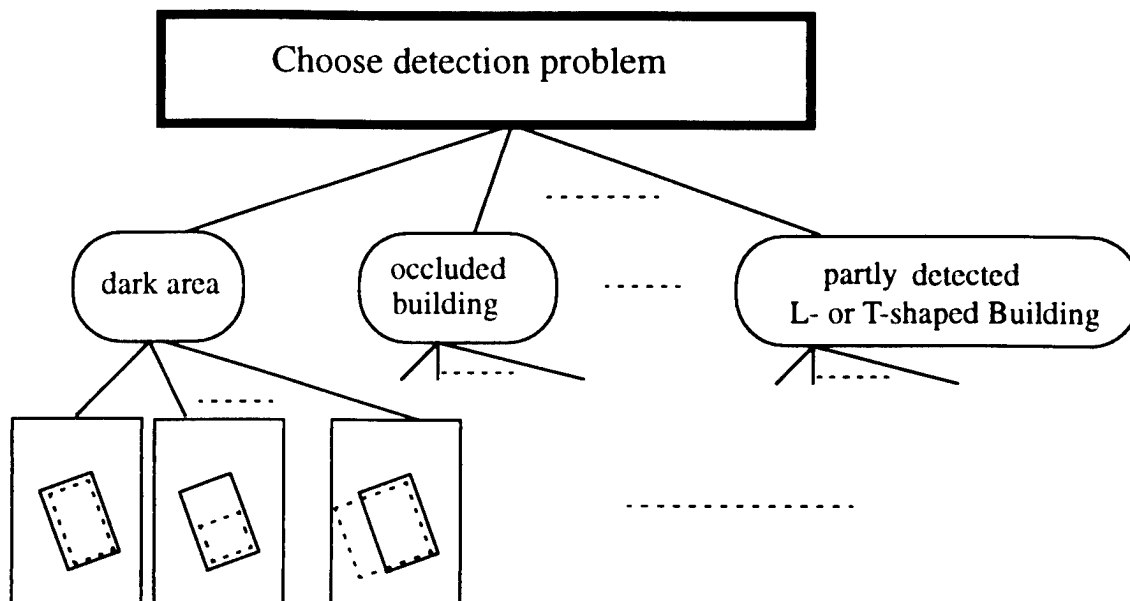 Choose detection problem
dark area
occluded
building
partly detected
L- or T-shaped Building